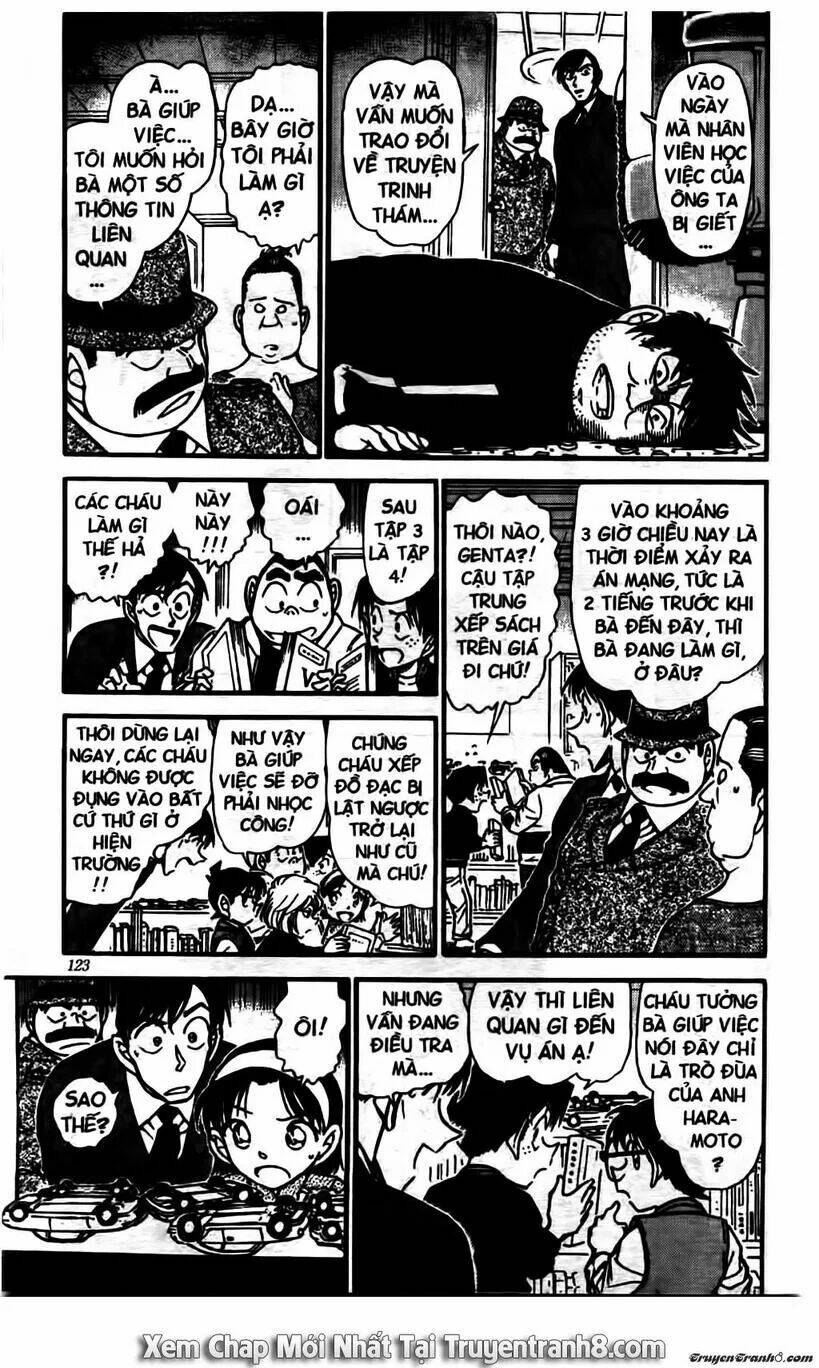 VÀO
NGÀY
MÀ NHÂN
VIÊN HỌC
VIỆC CỦA
ÔNG TA
BỊ GIẾT
...
VẬY MÀ
VẪN MUỐN
TRAO ĐỔI
VỀ TRUYỆN
TRINH
THÁM...
DẠ...
BÂY GIỜ
TÔI PHẢI
LÀM GÌ
Ạ?
À...
BÀ GIÚP
VIỆC...
TÔI MUỐN HỎI
BÀ MỘT SỐ
THÔNG TIN
LIÊN
QUAN
...
VÀO KHOẢNG
3 GIỜ CHIỀU NAY LÀ
THỜI ĐIỂM XẢY RA
ÁN MẠNG, TỨC LÀ
2 TIẾNG TRƯỚC KHI
BÀ ĐẾN ĐÂY, THÌ
BÀ ĐANG LÀM GÌ,
Ở ĐÂU?
THÔI NÀO,
GENTA?!
CẬU TẬP
TRUNG
XẾP SÁCH
TRÊN GIÁ
ĐI CHỨ!
SAU
TẬP 3
LÀ TẬP
4!
OÁI
...
NÀY
NÀY
!!!
CÁC CHÁU
LÀM GÌ
THẾ HẢ
?!
CHÚNG
CHÁU XẾP
ĐỒ ĐẠC BỊ
LẬT NGƯỢC
TRỞ LẠI
NHƯ CŨ
MÀ CHÚ!
NHƯ VẬY
BÀ GIÚP
VIỆC SẼ ĐỠ
PHẢI NHỌC
CÔNG!
THÔI DỪNG LẠI
NGAY, CÁC CHÁU
KHÔNG ĐƯỢC
ĐỤNG VÀO BẤT
CỨ THỨ GÌ Ở
HIỆN
TRƯỜNG
!!
123
CHÁU TƯỞNG
BÀ GIÚP VIỆC
NÓI ĐÂY CHỈ
LÀ TRÒ ĐÙA
CỦA ANH
HARA-
MOTO
?
VẬY THÌ LIÊN
QUAN GÌ ĐẾN
VỤ ÁN Ạ!
NHƯNG
VẪN ĐANG
ĐIỀU TRA
MÀ...
ÔI!
SAO
THẾ?
Xem Chap Mới Nhất Tại Truyentranh8.com
TruyenTranh8.com